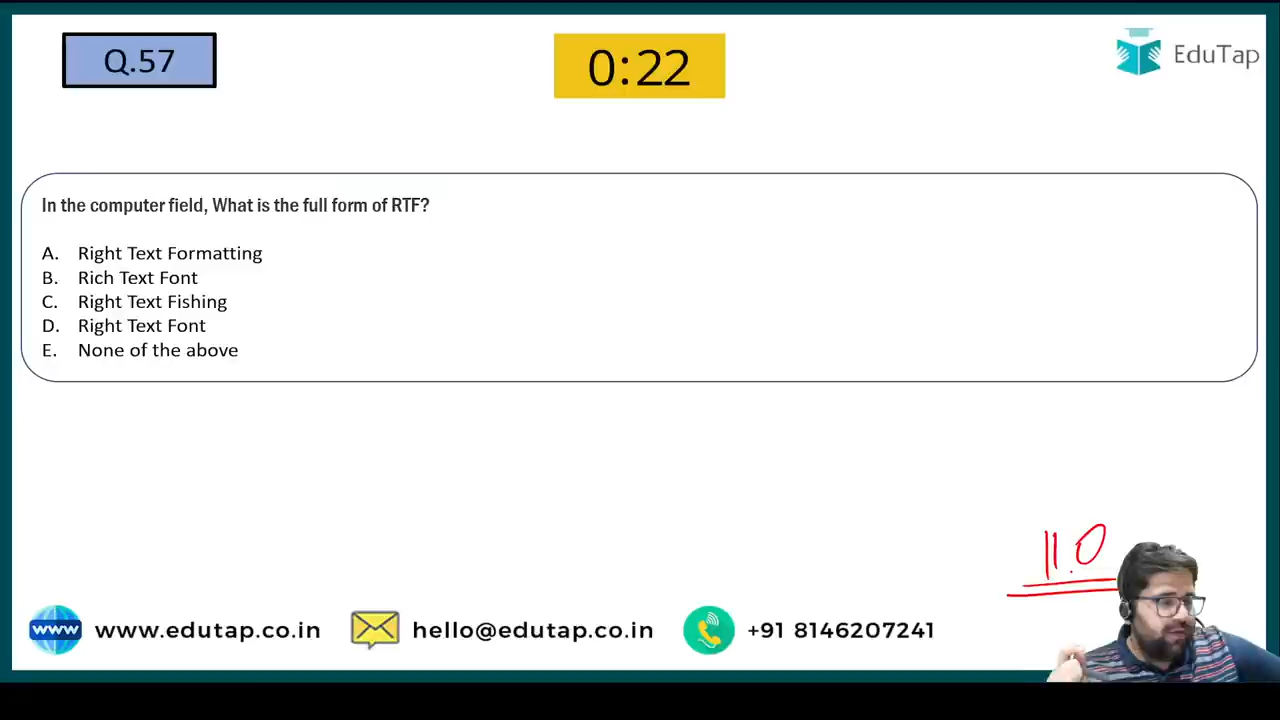 Q.57
0:22
EduTap
In the computer field, What is the full form of RTF?
A. Right Text Formatting
B. Rich Text Font
C. Right Text Fishing
D. Right Text Font
E. None of the above
11.0
www www.edutap.co.in hello@edutap.co.in +91 8146207241